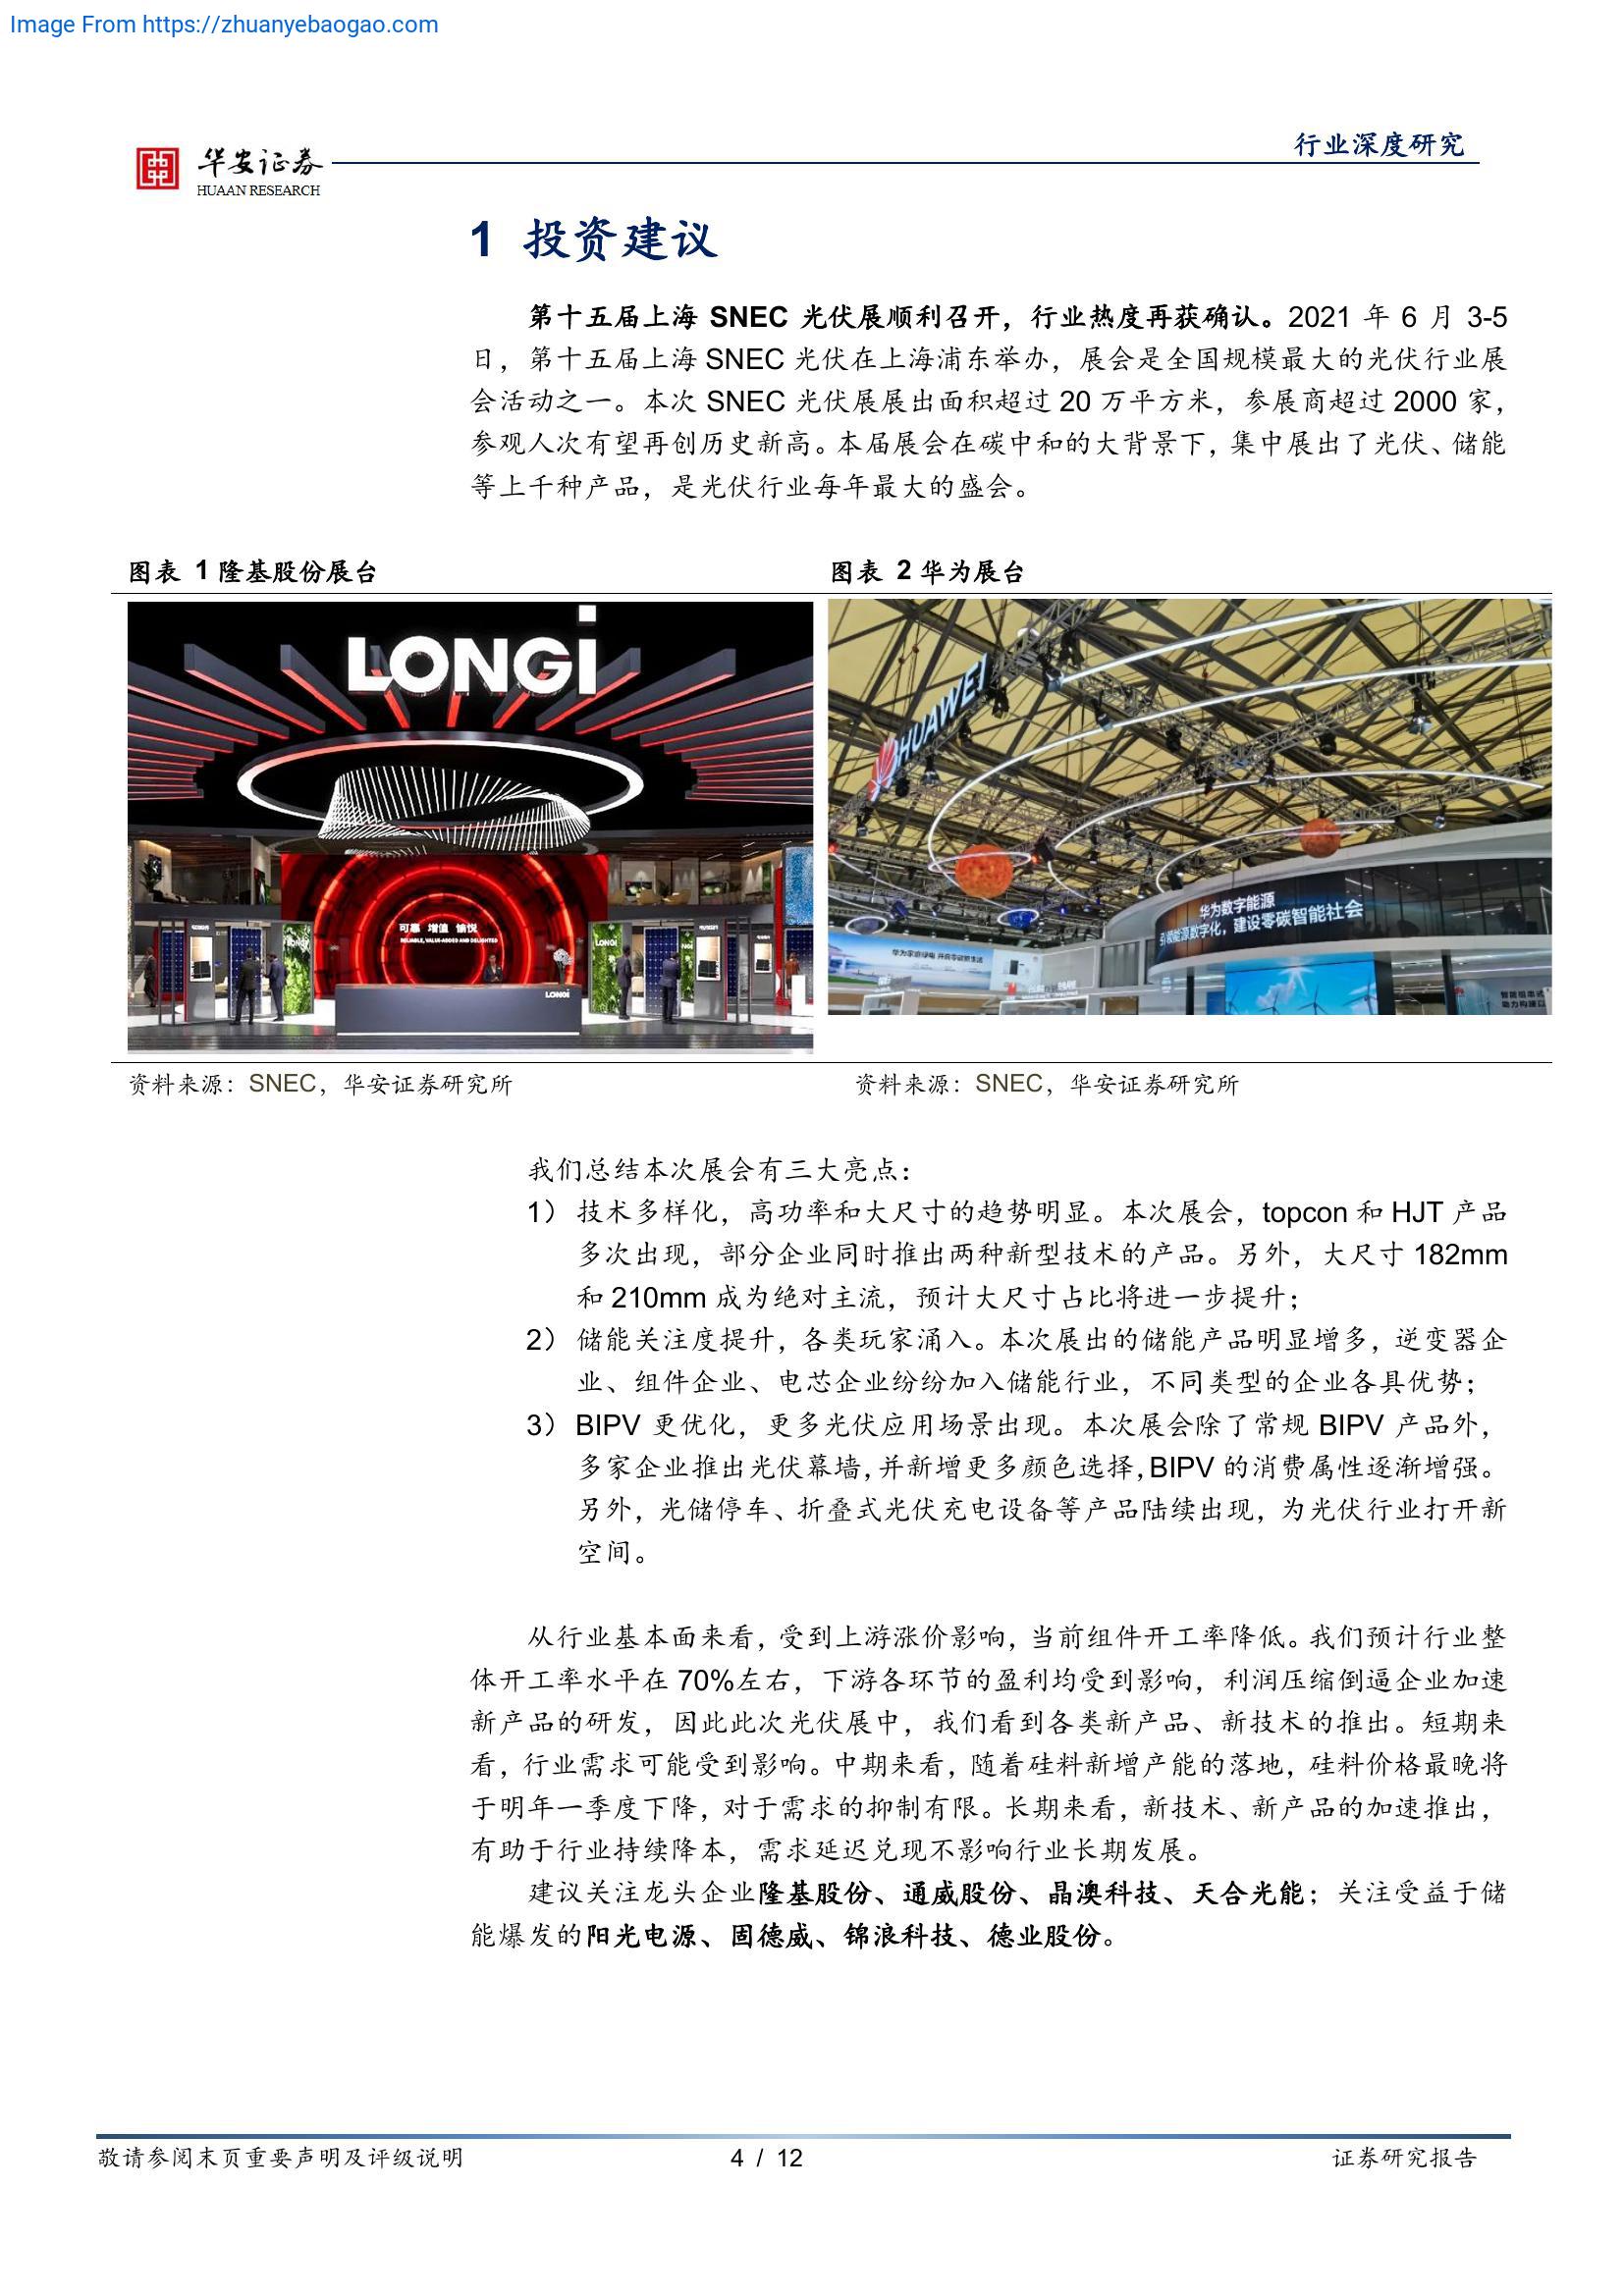 Image From https://zhuanyebaogao.com
行业深度研究
华安证券
HUAAN RESEARCH
1 投资建议
第十五届上海 SNEC 光伏展顺利召开，行业热度再获确认。2021 年 6 月 3-5
日，第十五届上海 SNEC 光伏在上海浦东举办，展会是全国规模最大的光伏行业展
会活动之一。本次 SNEC 光伏展展出面积超过 20 万平方米，参展商超过 2000 家，
参观人次有望再创历史新高。本届展会在碳中和的大背景下，集中展出了光伏、储能
等上千种产品，是光伏行业每年最大的盛会。
图表 1 隆基股份展台
图表 2 华为展台
LONGi
可靠 增值 愉悦
RELIABLE, VALUE-ADDED AND DELIGHTED
LONGi
LONGi
LONGi
HUAWEI
华为数字能源
引领能源数字化，建设零碳智能社会
资料来源：SNEC，华安证券研究所
资料来源：SNEC，华安证券研究所
我们总结本次展会有三大亮点：
1） 技术多样化，高功率和大尺寸的趋势明显。本次展会，topcon 和 HJT 产品
多次出现，部分企业同时推出两种新型技术的产品。另外，大尺寸 182mm
和 210mm 成为绝对主流，预计大尺寸占比将进一步提升；
2） 储能关注度提升，各类玩家涌入。本次展出的储能产品明显增多，逆变器企
业、组件企业、电芯企业纷纷加入储能行业，不同类型的企业各具优势；
3） BIPV 更优化，更多光伏应用场景出现。本次展会除了常规 BIPV 产品外，
多家企业推出光伏幕墙，并新增更多颜色选择，BIPV 的消费属性逐渐增强。
另外，光储停车、折叠式光伏充电设备等产品陆续出现，为光伏行业打开新
空间。
从行业基本面来看，受到上游涨价影响，当前组件开工率降低。我们预计行业整
体开工率水平在 70%左右，下游各环节的盈利均受到影响，利润压缩倒逼企业加速
新产品的研发，因此此次光伏展中，我们看到各类新产品、新技术的推出。短期来
看，行业需求可能受到影响。中期来看，随着硅料新增产能的落地，硅料价格最晚将
于明年一季度下降，对于需求的抑制有限。长期来看，新技术、新产品的加速推出，
有助于行业持续降本，需求延迟兑现不影响行业长期发展。
建议关注龙头企业隆基股份、通威股份、晶澳科技、天合光能；关注受益于储
能爆发的阳光电源、固德威、锦浪科技、德业股份。
敬请参阅末页重要声明及评级说明
4 / 12
证券研究报告